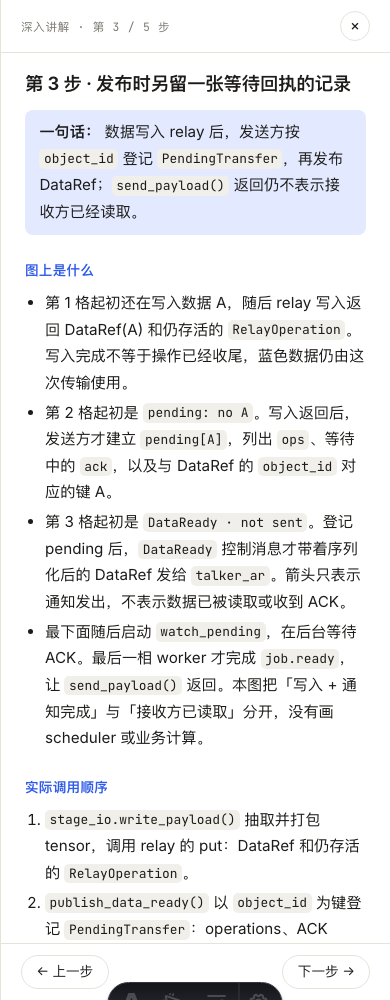 深入讲解 · 第 3 / 5 步
×
第 3 步 · 发布时另留一张等待回执的记录
一句话： 数据写入 relay 后，发送方按
object_id 登记 PendingTransfer，再发布
DataRef；send_payload() 返回仍不表示接
收方已经读取。
图上是什么
• 第 1 格起初还在写入数据 A，随后 relay 写入返
回 DataRef(A) 和仍存活的 RelayOperation。
写入完成不等于操作已经收尾，蓝色数据仍由这
次传输使用。
• 第 2 格起初是 pending: no A。写入返回后，
发送方才建立 pending[A]，列出 ops、等待
中的 ack，以及与 DataRef 的 object_id 对
应的键 A。
• 第 3 格起初是 DataReady · not sent。登记
pending 后，DataReady 控制消息才带着序列
化后的 DataRef 发给 talker_ar。箭头只表示
通知发出，不表示数据已被读取或收到 ACK。
• 最下面随后启动 watch_pending，在后台等待
ACK。最后一相 worker 才完成 job.ready，
让 send_payload() 返回。本图把「写入 + 通
知完成」与「接收方已读取」分开，没有画
scheduler 或业务计算。
实际调用顺序
1. stage_io.write_payload() 抽取并打包
tensor，调用 relay 的 put：DataRef 和仍存活
的 RelayOperation。
2. publish_data_ready() 以 object_id 为键登
记 PendingTransfer：operations、ACK
← 上一步
下一步 →